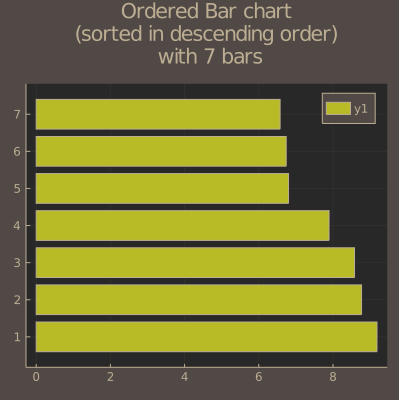 Ordered Bar chart
(sorted in descending order)
with 7 bars
y1
7
6
5
4
3
2
1
0 2 4 6 8